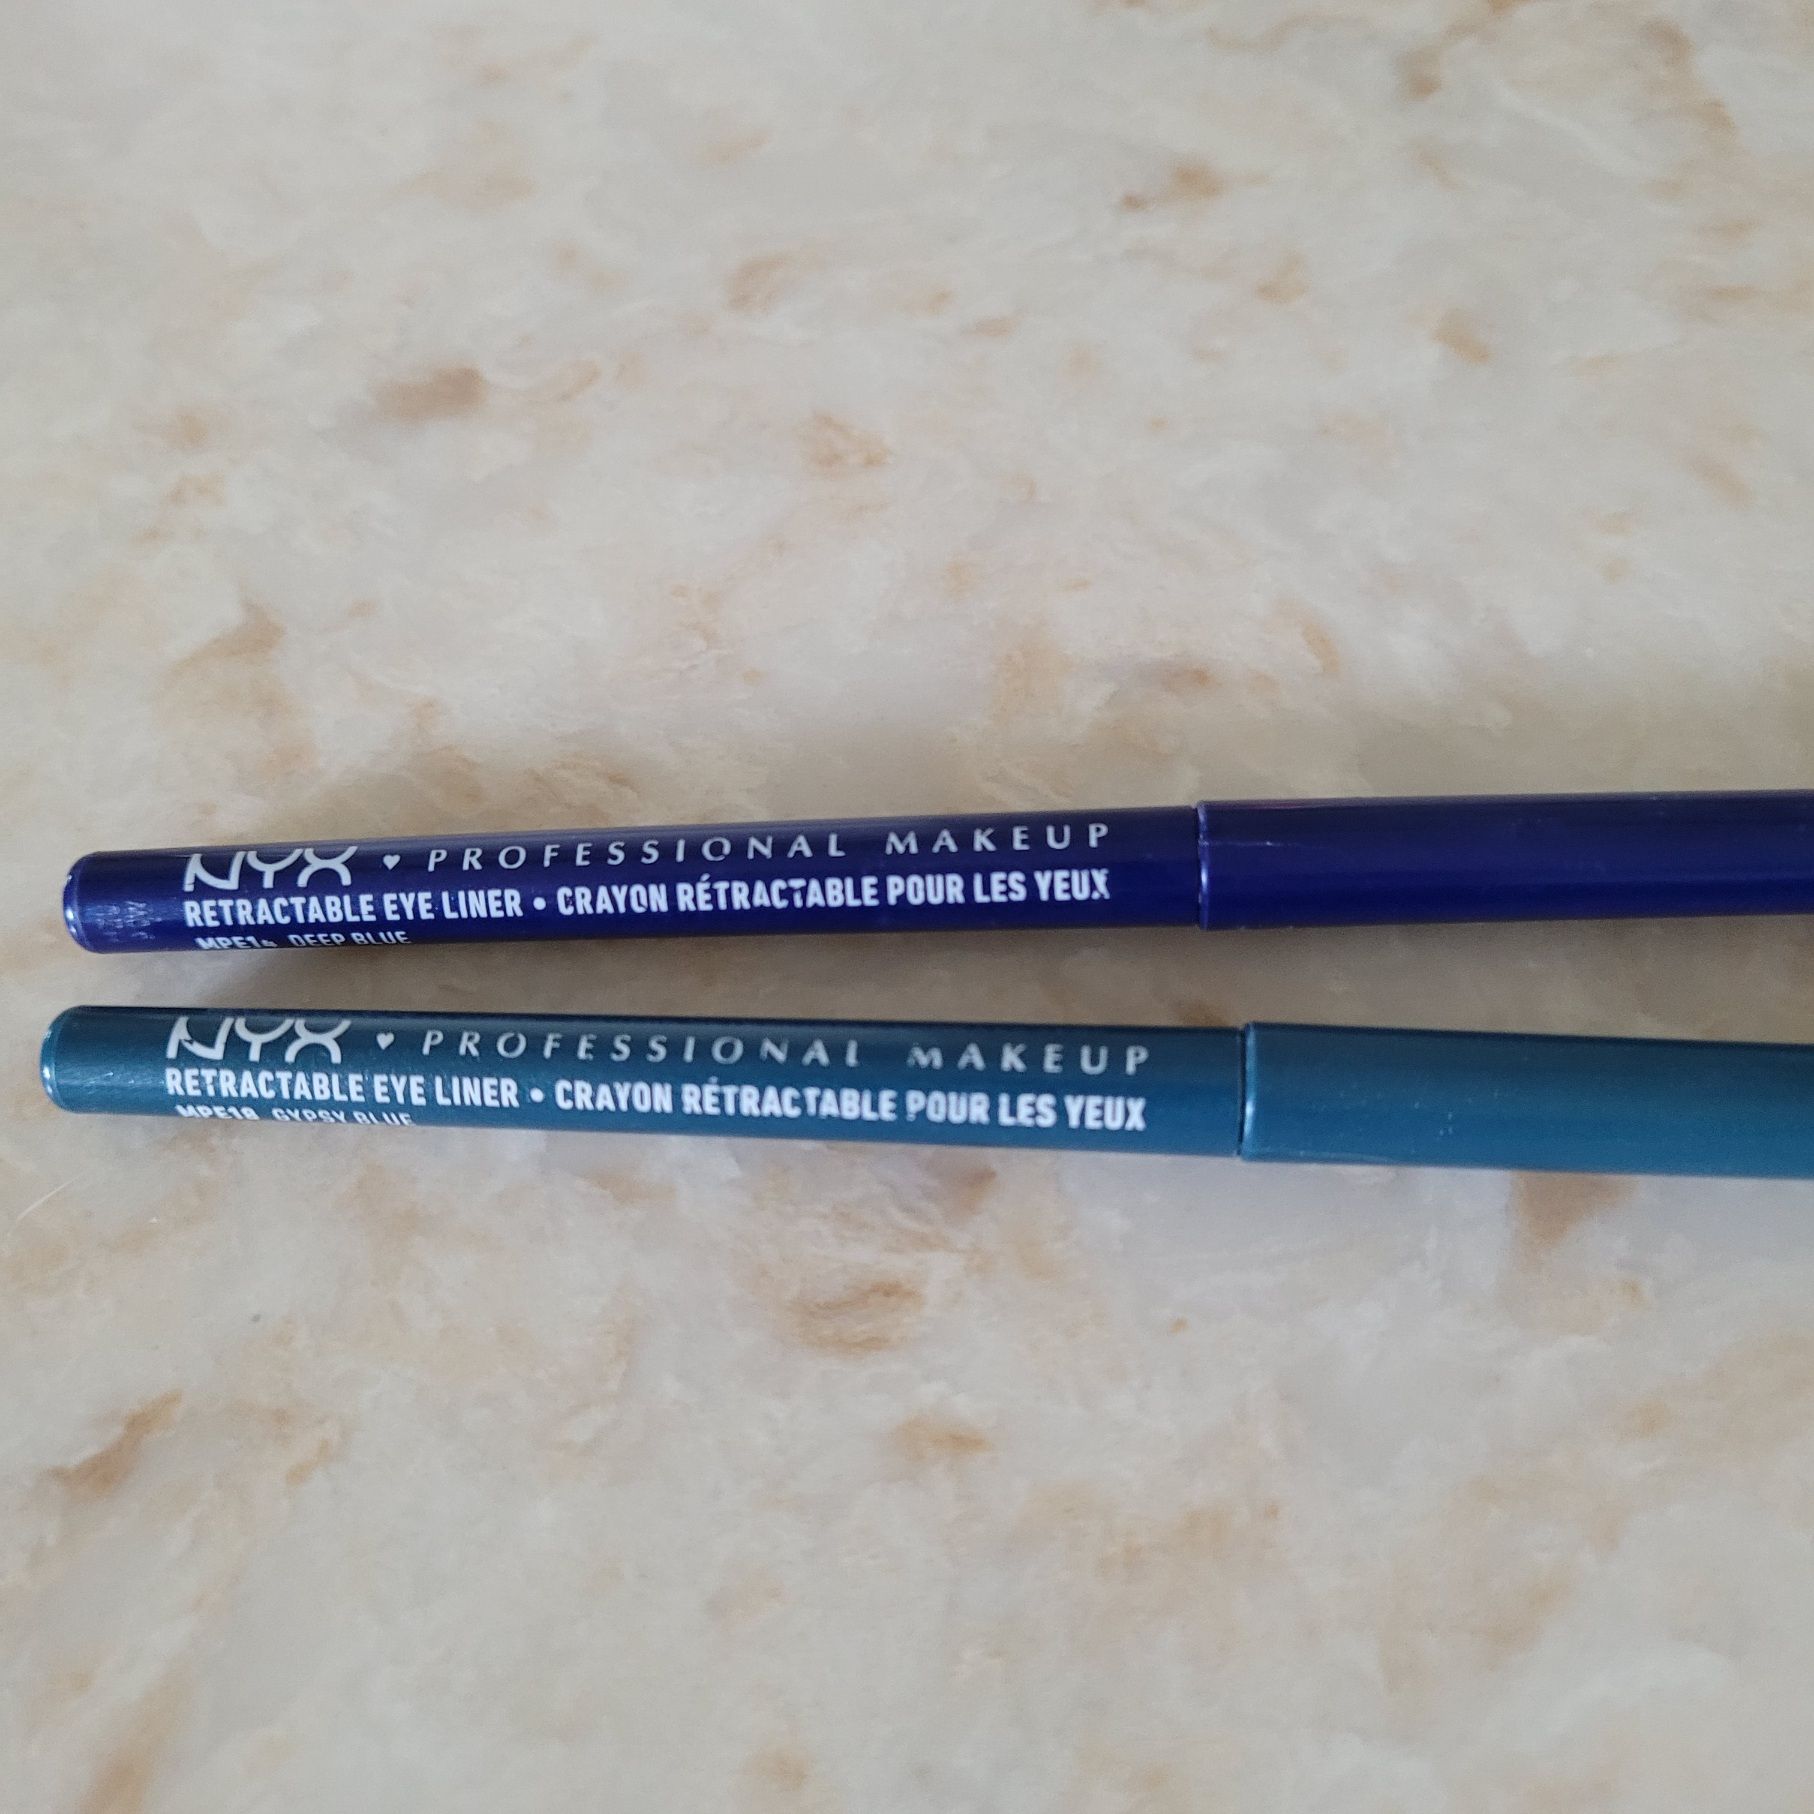 NYX ♥ PROFESSIONAL MAKEUP
RETRACTABLE EYE LINER • CRAYON RÉTRACTABLE POUR LES YEUX
DEEP BLUE
NYX ♥ PROFESSIONAL MAKEUP
RETRACTABLE EYE LINER • CRAYON RÉTRACTABLE POUR LES YEUX
MPE18 GYPSY BLUE